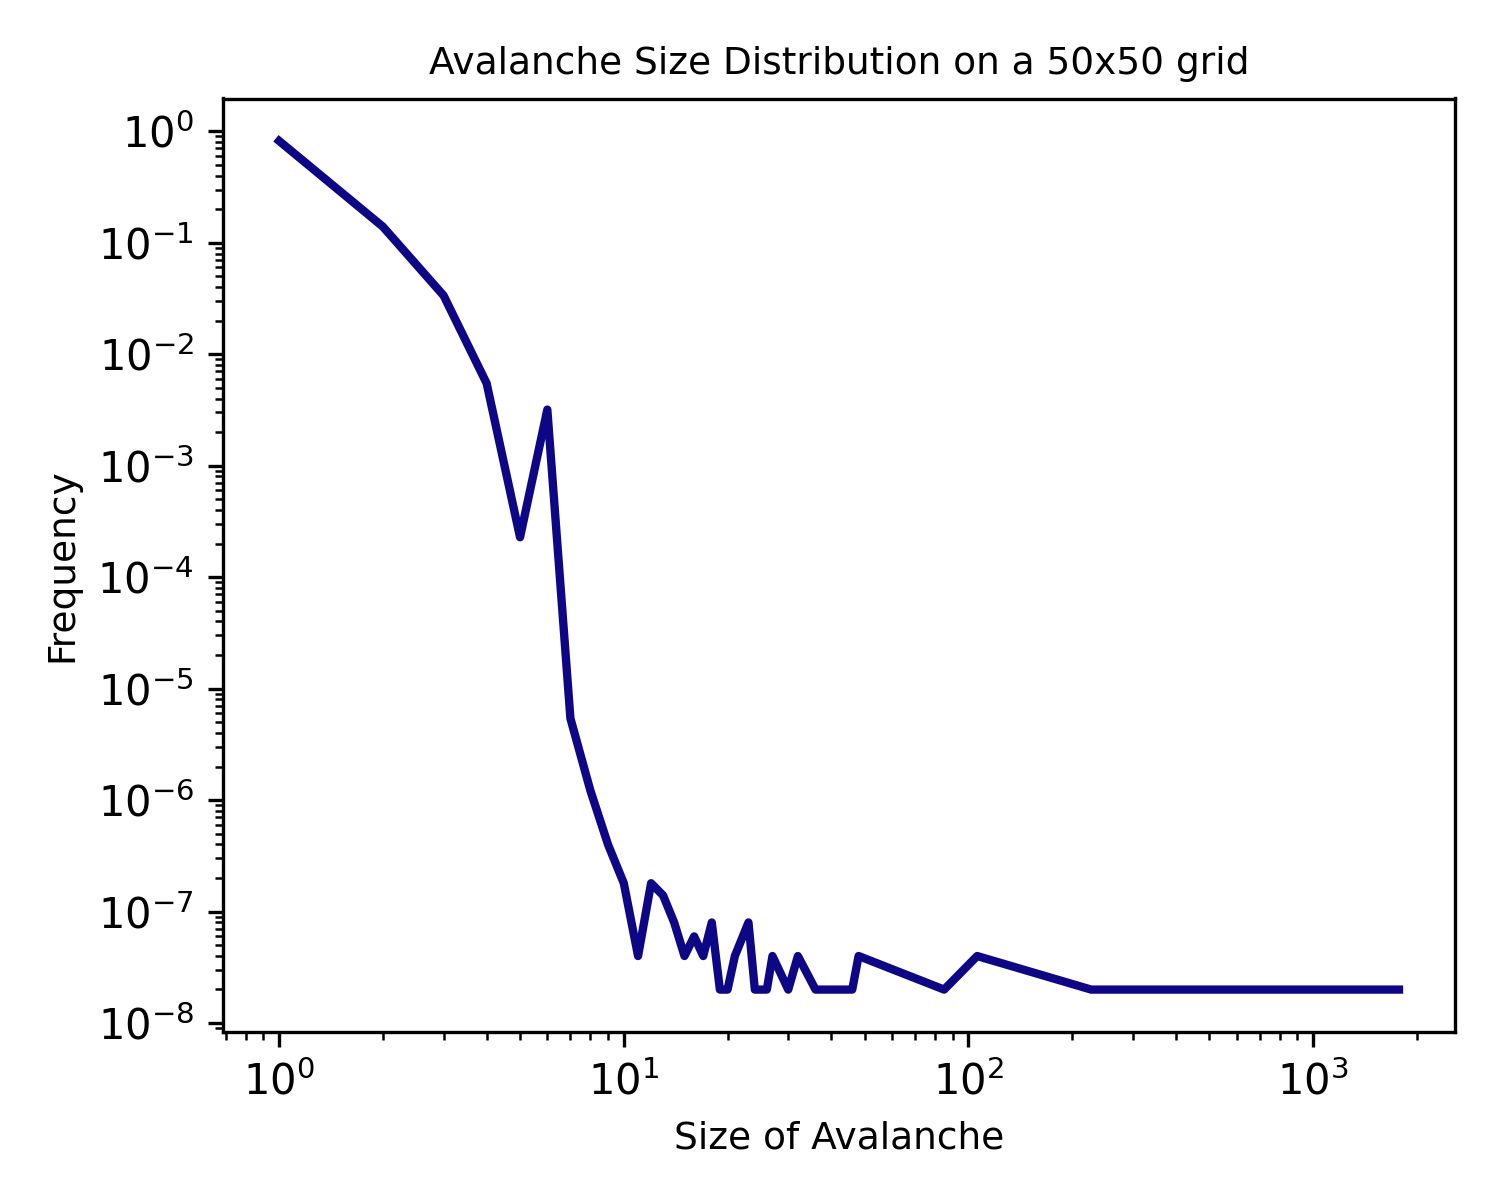 Avalanche Size Distribution on a 50x50 grid
10⁰
10⁻¹
10⁻²
10⁻³
10⁻⁴
10⁻⁵
10⁻⁶
10⁻⁷
10⁻⁸
Frequency
10⁰ 10¹ 10² 10³
Size of Avalanche